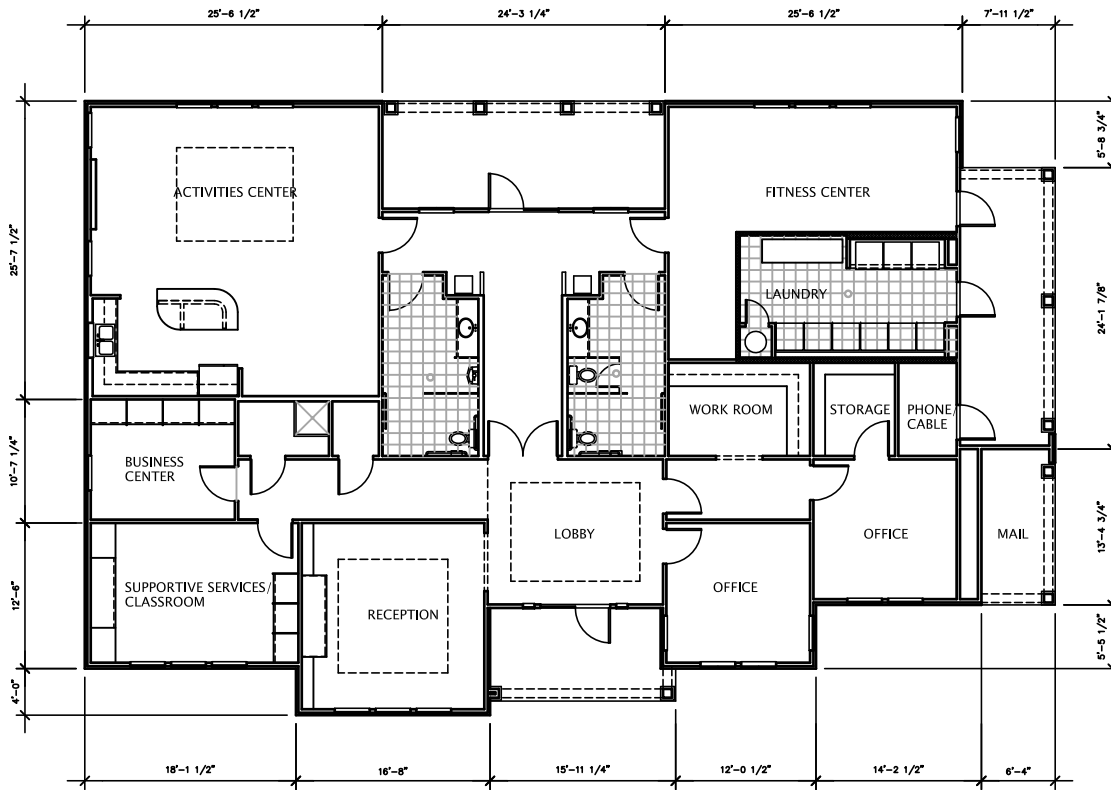 25'-6 1/2"
24'-3 1/4"
25'-6 1/2"
7'-11 1/2"
5'-8 3/4"
25'-7 1/2"
24'-1 7/8"
10'-7 1/4"
13'-4 3/4"
12'-6"
5'-5 1/2"
4'-0"
ACTIVITIES CENTER
FITNESS CENTER
LAUNDRY
WORK ROOM
STORAGE
PHONE/
CABLE
BUSINESS
CENTER
LOBBY
OFFICE
MAIL
SUPPORTIVE SERVICES/
CLASSROOM
RECEPTION
OFFICE
18'-1 1/2"
16'-8"
15'-11 1/4"
12'-0 1/2"
14'-2 1/2"
6'-4"